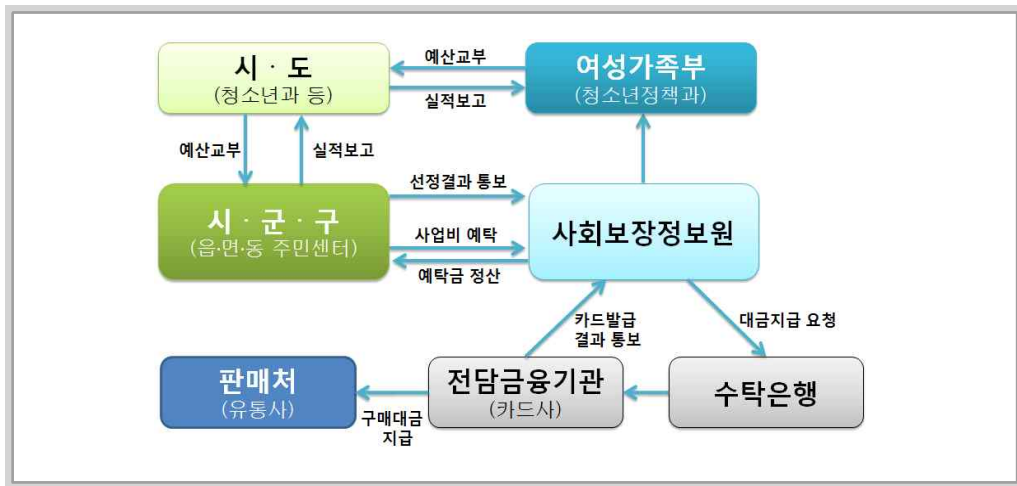 시 · 도
(청소년과 등)
예산교부
실적보고
여성가족부
(청소년정책과)
예산교부
실적보고
시 · 군 · 구
(읍·면·동 주민센터)
선정결과 통보
사업비 예탁
예탁금 정산
사회보장정보원
카드발급
결과 통보
대금지급 요청
판매처
(유통사)
구매대금
지급
전담금융기관
(카드사)
수탁은행